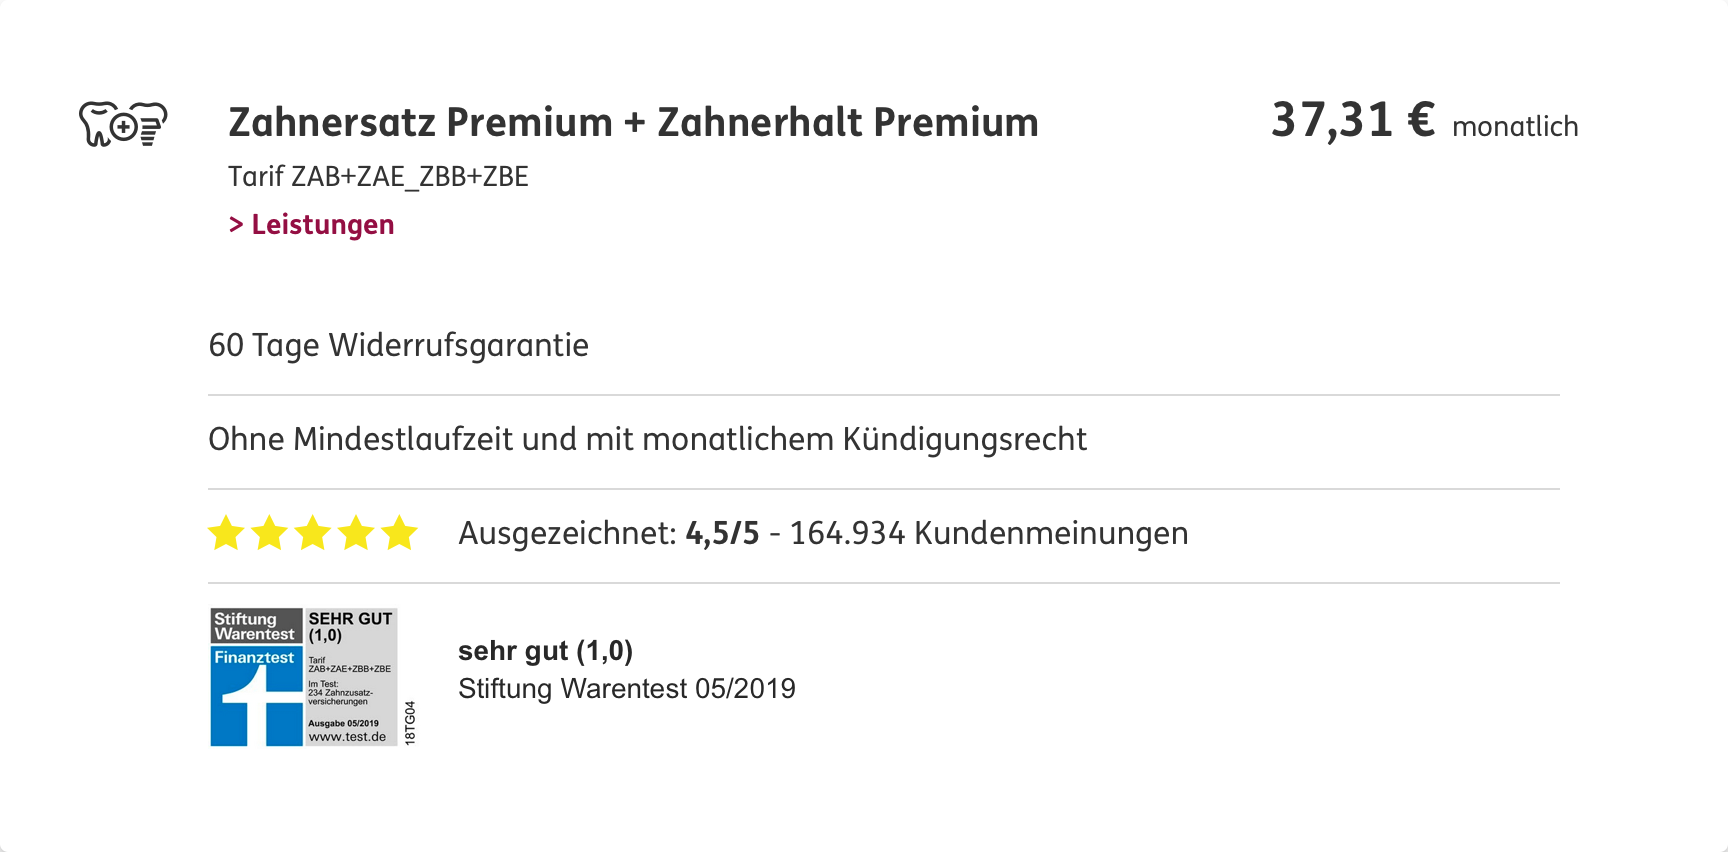 Zahnersatz Premium + Zahnerhalt Premium
37,31 € monatlich
Tarif ZAB+ZAE_ZBB+ZBE
> Leistungen
60 Tage Widerrufsgarantie
Ohne Mindestlaufzeit und mit monatlichem Kündigungsrecht
Ausgezeichnet: 4,5/5 - 164.934 Kundenmeinungen
Stiftung
Warentest
Finanztest
SEHR GUT
(1,0)
Tarif
ZAB+ZAE+ZBB+ZBE
Im Test:
234 Zahnzusatz-
versicherungen
Ausgabe 05/2019
www.test.de
18TG04
sehr gut (1,0)
Stiftung Warentest 05/2019